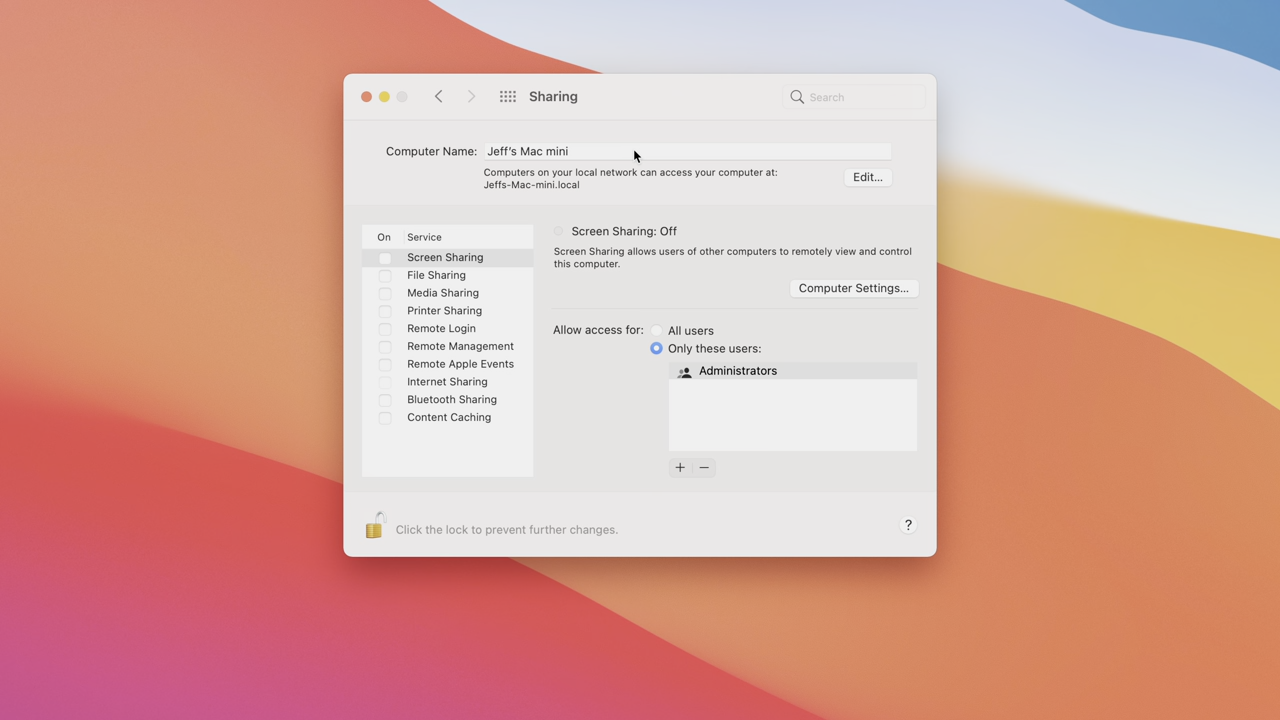 Sharing
Search
Computer Name: Jeff’s Mac mini
Computers on your local network can access your computer at:
Jeffs-Mac-mini.local
Edit...
On Service
Screen Sharing
File Sharing
Media Sharing
Printer Sharing
Remote Login
Remote Management
Remote Apple Events
Internet Sharing
Bluetooth Sharing
Content Caching
Screen Sharing: Off
Screen Sharing allows users of other computers to remotely view and control
this computer.
Computer Settings...
Allow access for: All users
Only these users:
Administrators
+ −
Click the lock to prevent further changes.
?